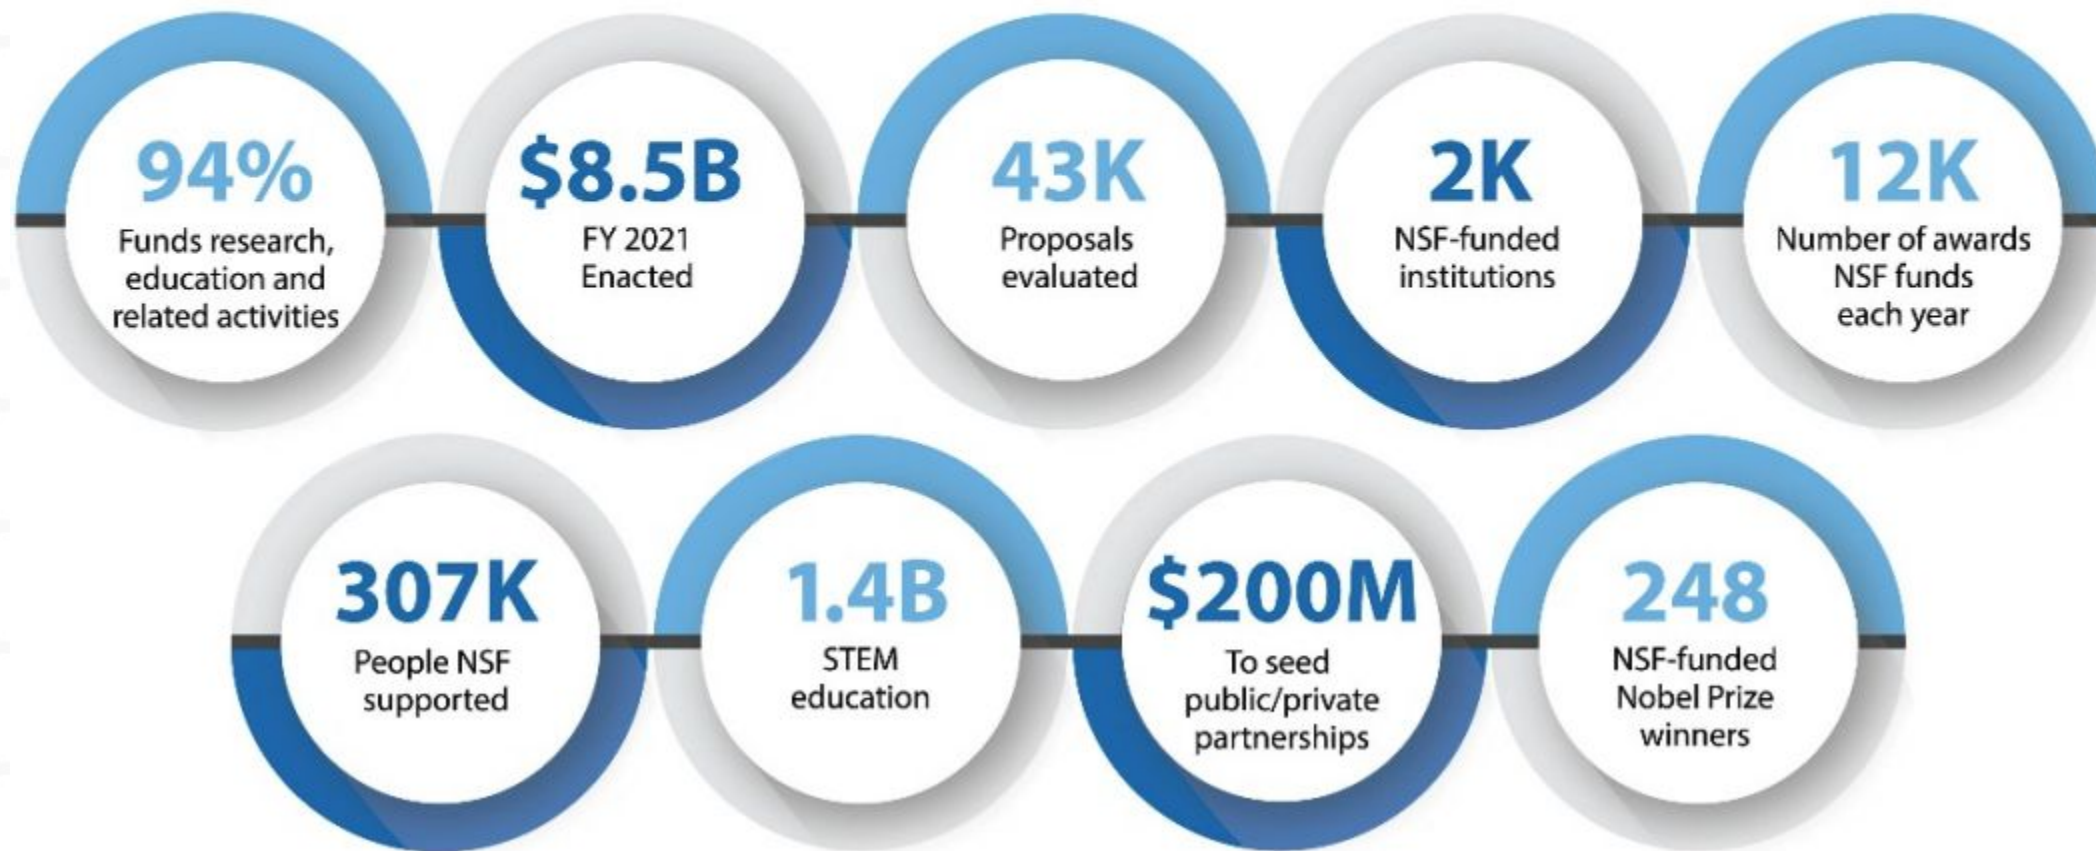 94%
Funds research,
education and
related activities
$8.5B
FY 2021
Enacted
43K
Proposals
evaluated
2K
NSF-funded
institutions
12K
Number of awards
NSF funds
each year
307K
People NSF
supported
1.4B
STEM
education
$200M
To seed
public/private
partnerships
248
NSF-funded
Nobel Prize
winners